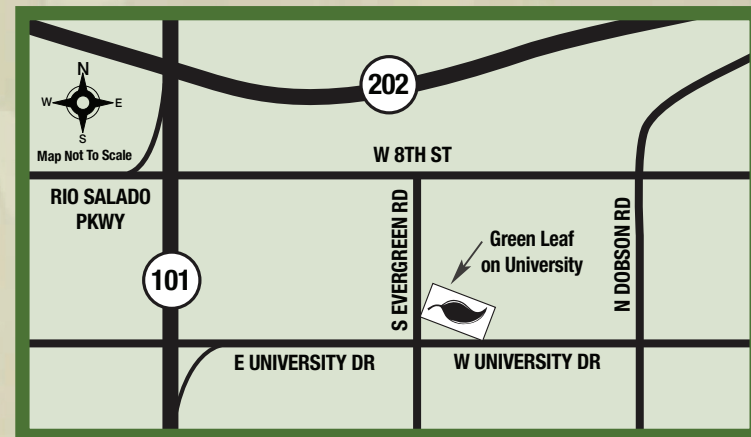 202
N
W E
S
Map Not To Scale
W 8TH ST
RIO SALADO
PKWY
S EVERGREEN RD
Green Leaf
on University
N DOBSON RD
101
E UNIVERSITY DR
W UNIVERSITY DR